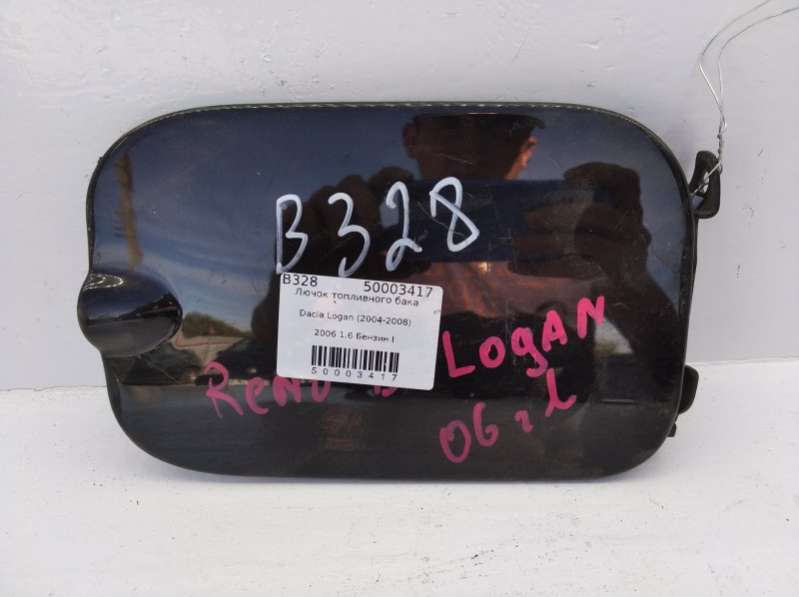 B328
B328 50003417
Лючок топливного бака
Dacia Logan (2004-2008)
2006 1.6 Бензин I
50003417
LOGAN
06 г.